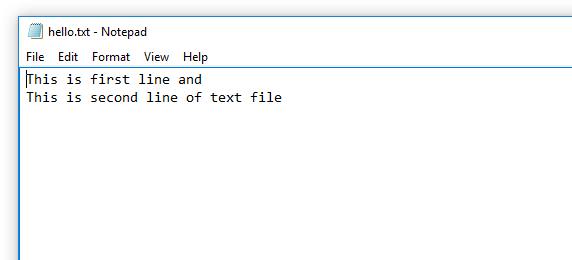 hello.txt - Notepad
File Edit Format View Help
This is first line and
This is second line of text file